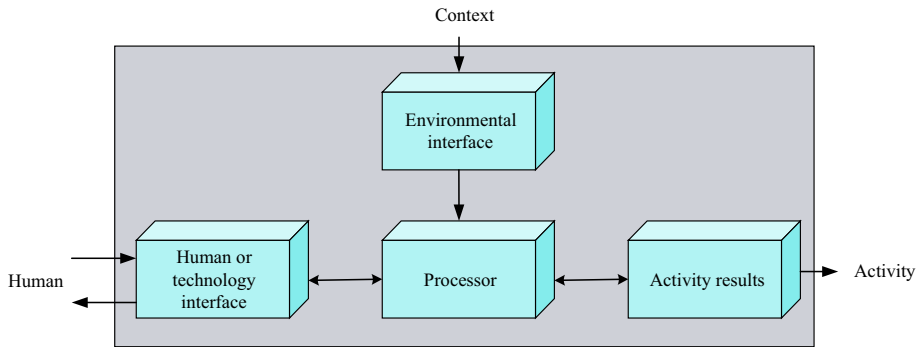 Context
Environmental
interface
Human
Human or
technology
interface
Processor
Activity results
Activity